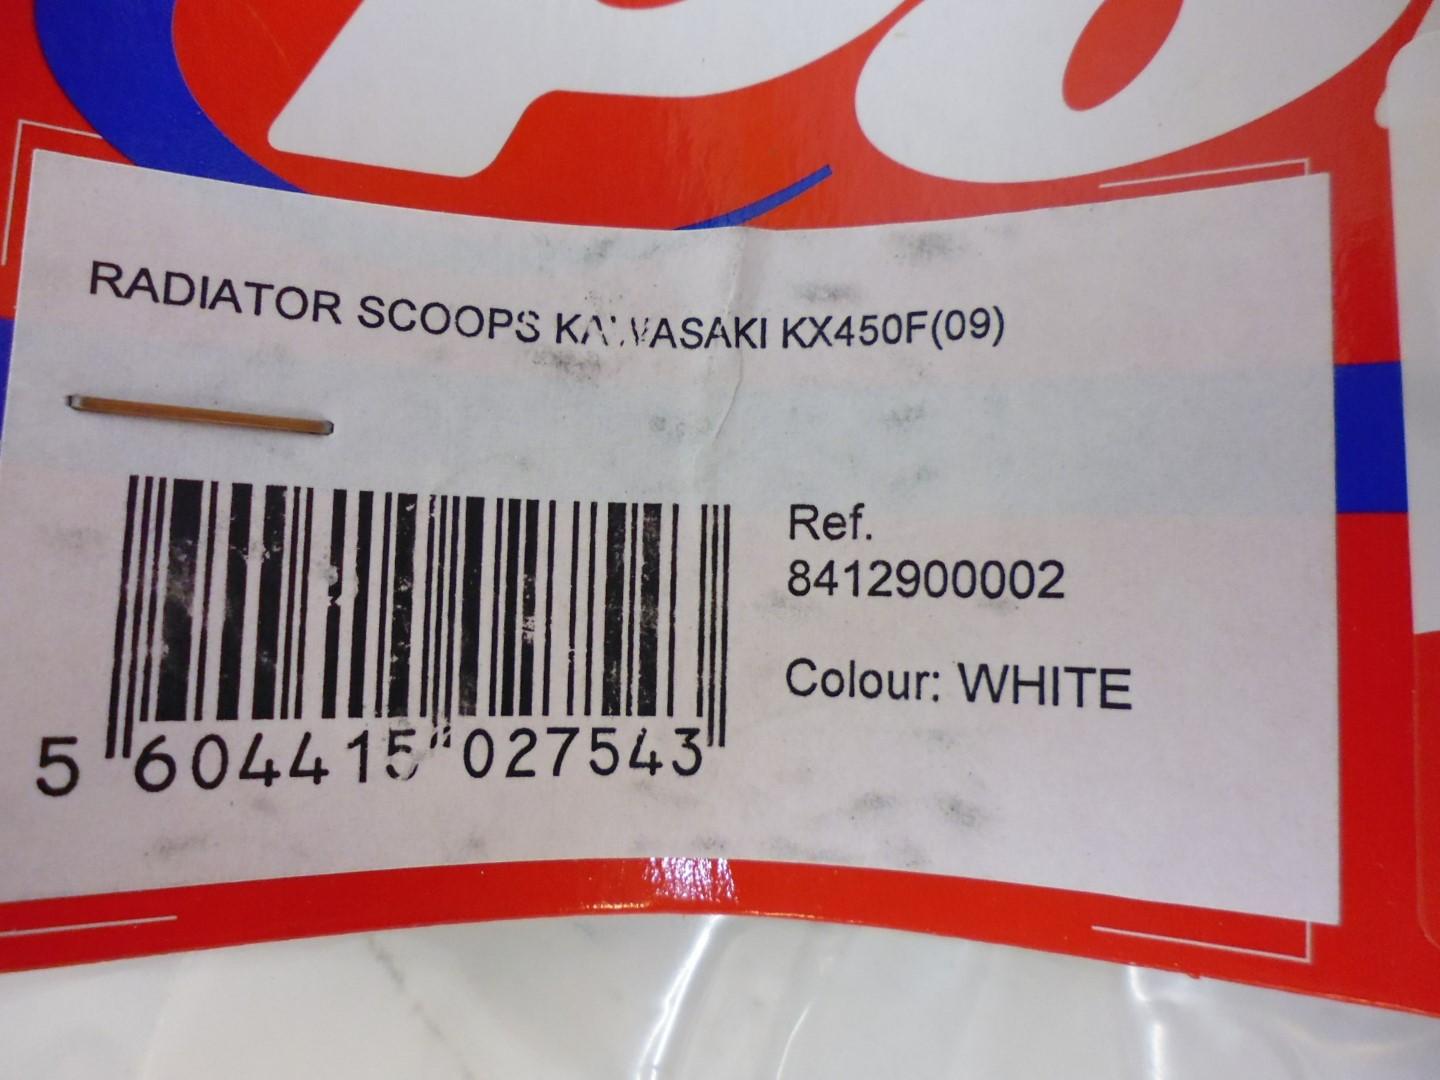 RADIATOR SCOOPS KAWASAKI KX450F(09)
Ref.
8412900002
Colour: WHITE
5 604415 027543